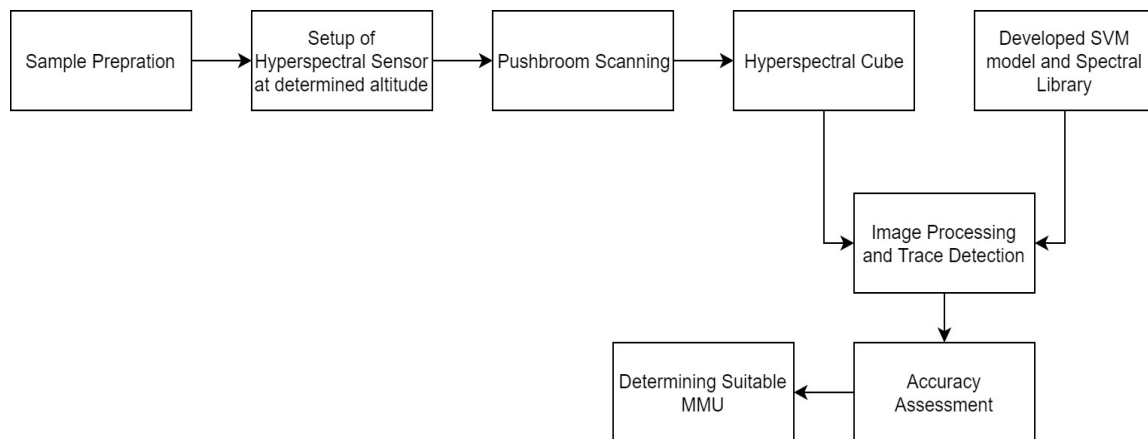 Sample Prepration
Setup of
Hyperspectral Sensor
at determined altitude
Pushbroom Scanning
Hyperspectral Cube
Developed SVM
model and Spectral
Library
Image Processing
and Trace Detection
Accuracy
Assessment
Determining Suitable
MMU